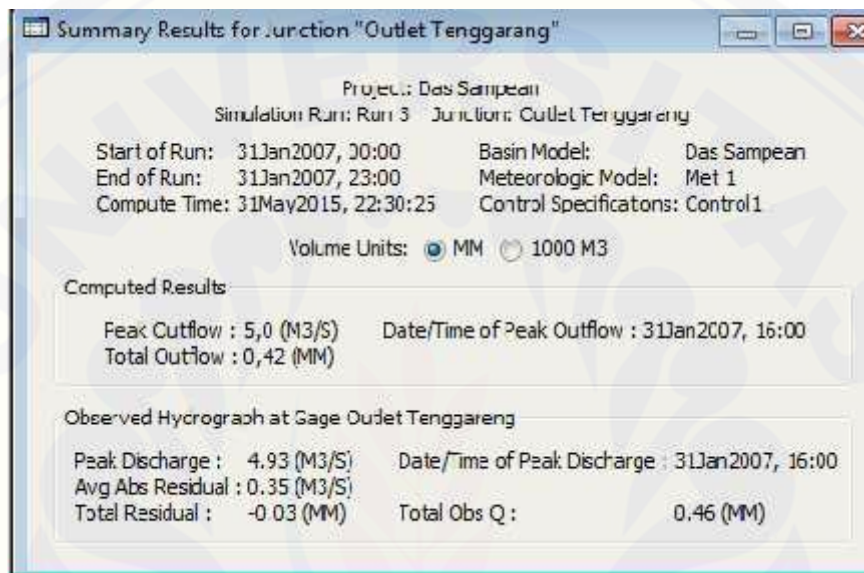 Summary Results for Junction "Outlet Tenggarang"
Project: Das Sampean
Simulation Run: Run 3 Junction: Outlet Tenggarang
Start of Run: 31Jan2007, 00:00 Basin Model: Das Sampean
End of Run: 31Jan2007, 23:00 Meteorologic Model: Met 1
Compute Time: 31May2015, 22:30:25 Control Specifications: Control1
Volume Units: MM 1000 M3
Computed Results
Peak Outflow : 5,0 (M3/S) Date/Time of Peak Outflow : 31Jan2007, 16:00
Total Outflow : 0,42 (MM)
Observed Hydrograph at Gage Outlet Tenggareng
Peak Discharge : 4.93 (M3/S) Date/Time of Peak Discharge : 31Jan2007, 16:00
Avg Abs Residual : 0.35 (M3/S)
Total Residual : -0.03 (MM) Total Obs Q : 0.46 (MM)